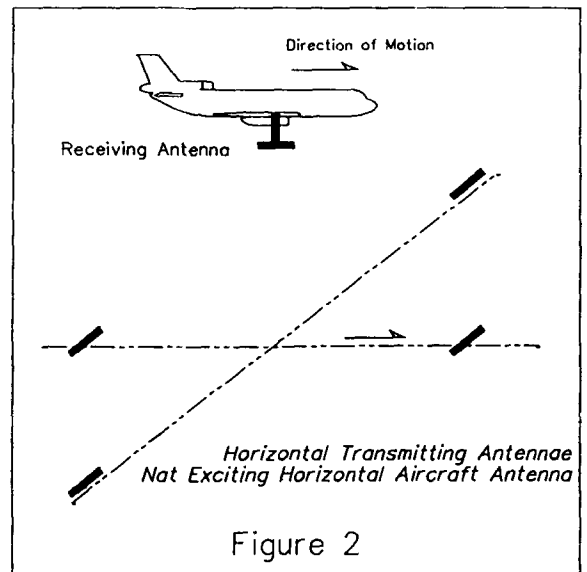 Direction of Motion
Receiving Antenna
Horizontal Transmitting Antennae
Nat Exciting Horizontal Aircraft Antenna
Figure 2